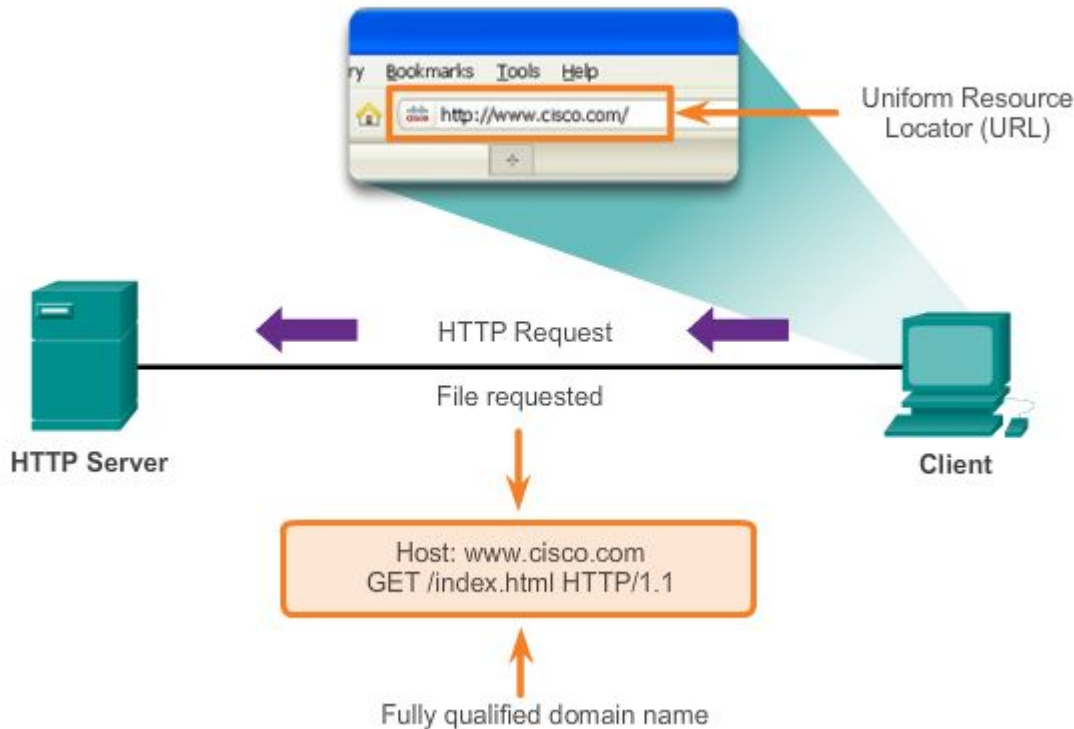 ry Bookmarks Tools Help
http://www.cisco.com/
Uniform Resource
Locator (URL)
HTTP Request
File requested
HTTP Server
Client
Host: www.cisco.com
GET /index.html HTTP/1.1
Fully qualified domain name